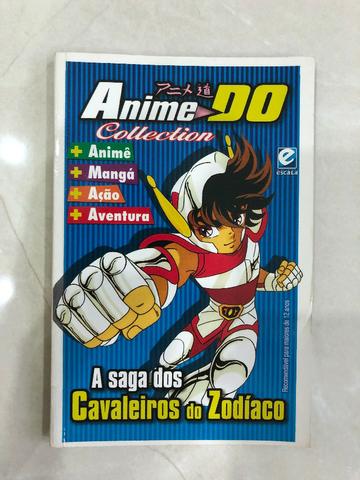 アニメ道
Anime DO
Collection
e
escala
+ Animê
+ Mangá
+ Ação
+ Aventura
Recomendável para maiores de 12 anos
A saga dos
Cavaleiros do Zodíaco